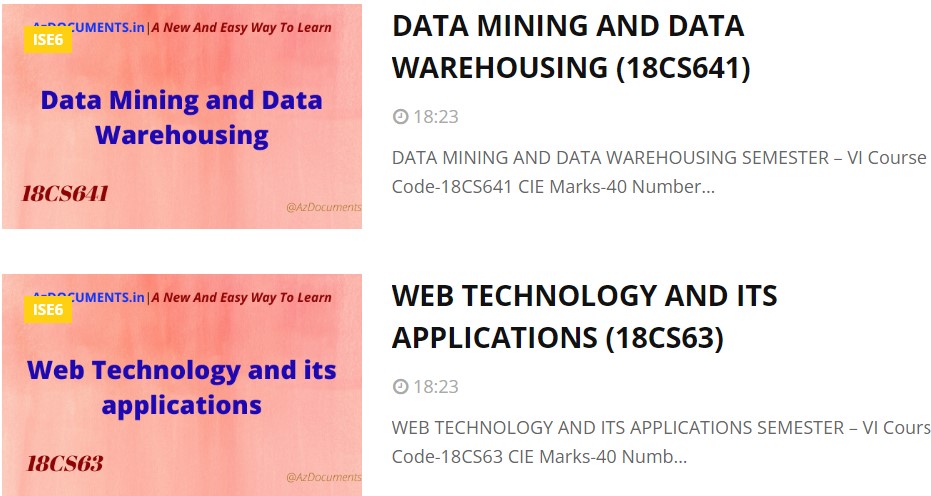 AzDOCUMENTS.in|A New And Easy Way To Learn
ISE6
Data Mining and Data
Warehousing
18CS641
@AzDocuments
DATA MINING AND DATA
WAREHOUSING (18CS641)
18:23
DATA MINING AND DATA WAREHOUSING SEMESTER – VI Course
Code-18CS641 CIE Marks-40 Number...
AzDOCUMENTS.in|A New And Easy Way To Learn
ISE6
Web Technology and its
applications
18CS63
@AzDocuments
WEB TECHNOLOGY AND ITS
APPLICATIONS (18CS63)
18:23
WEB TECHNOLOGY AND ITS APPLICATIONS SEMESTER – VI Cours
Code-18CS63 CIE Marks-40 Numb...